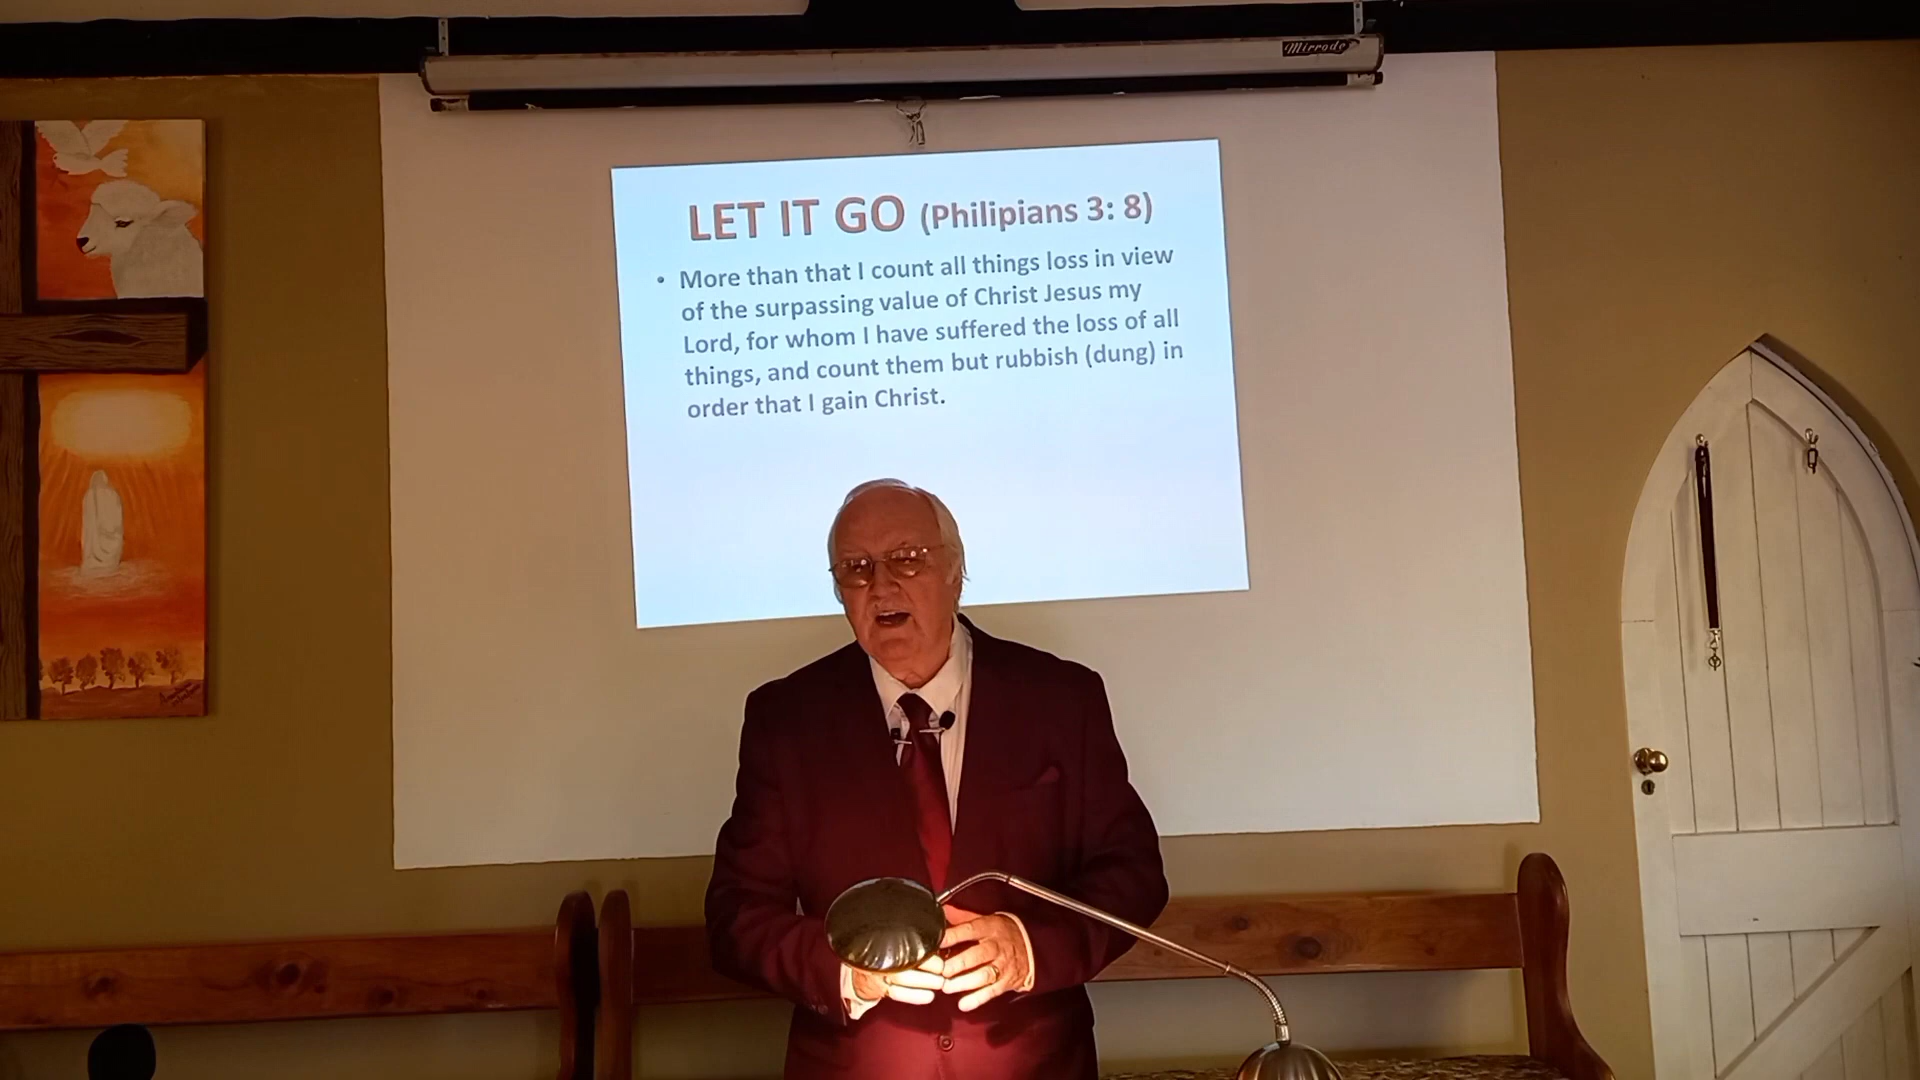 Mirrode
LET IT GO (Philipians 3: 8)
• More than that I count all things loss in view
of the surpassing value of Christ Jesus my
Lord, for whom I have suffered the loss of all
things, and count them but rubbish (dung) in
order that I gain Christ.